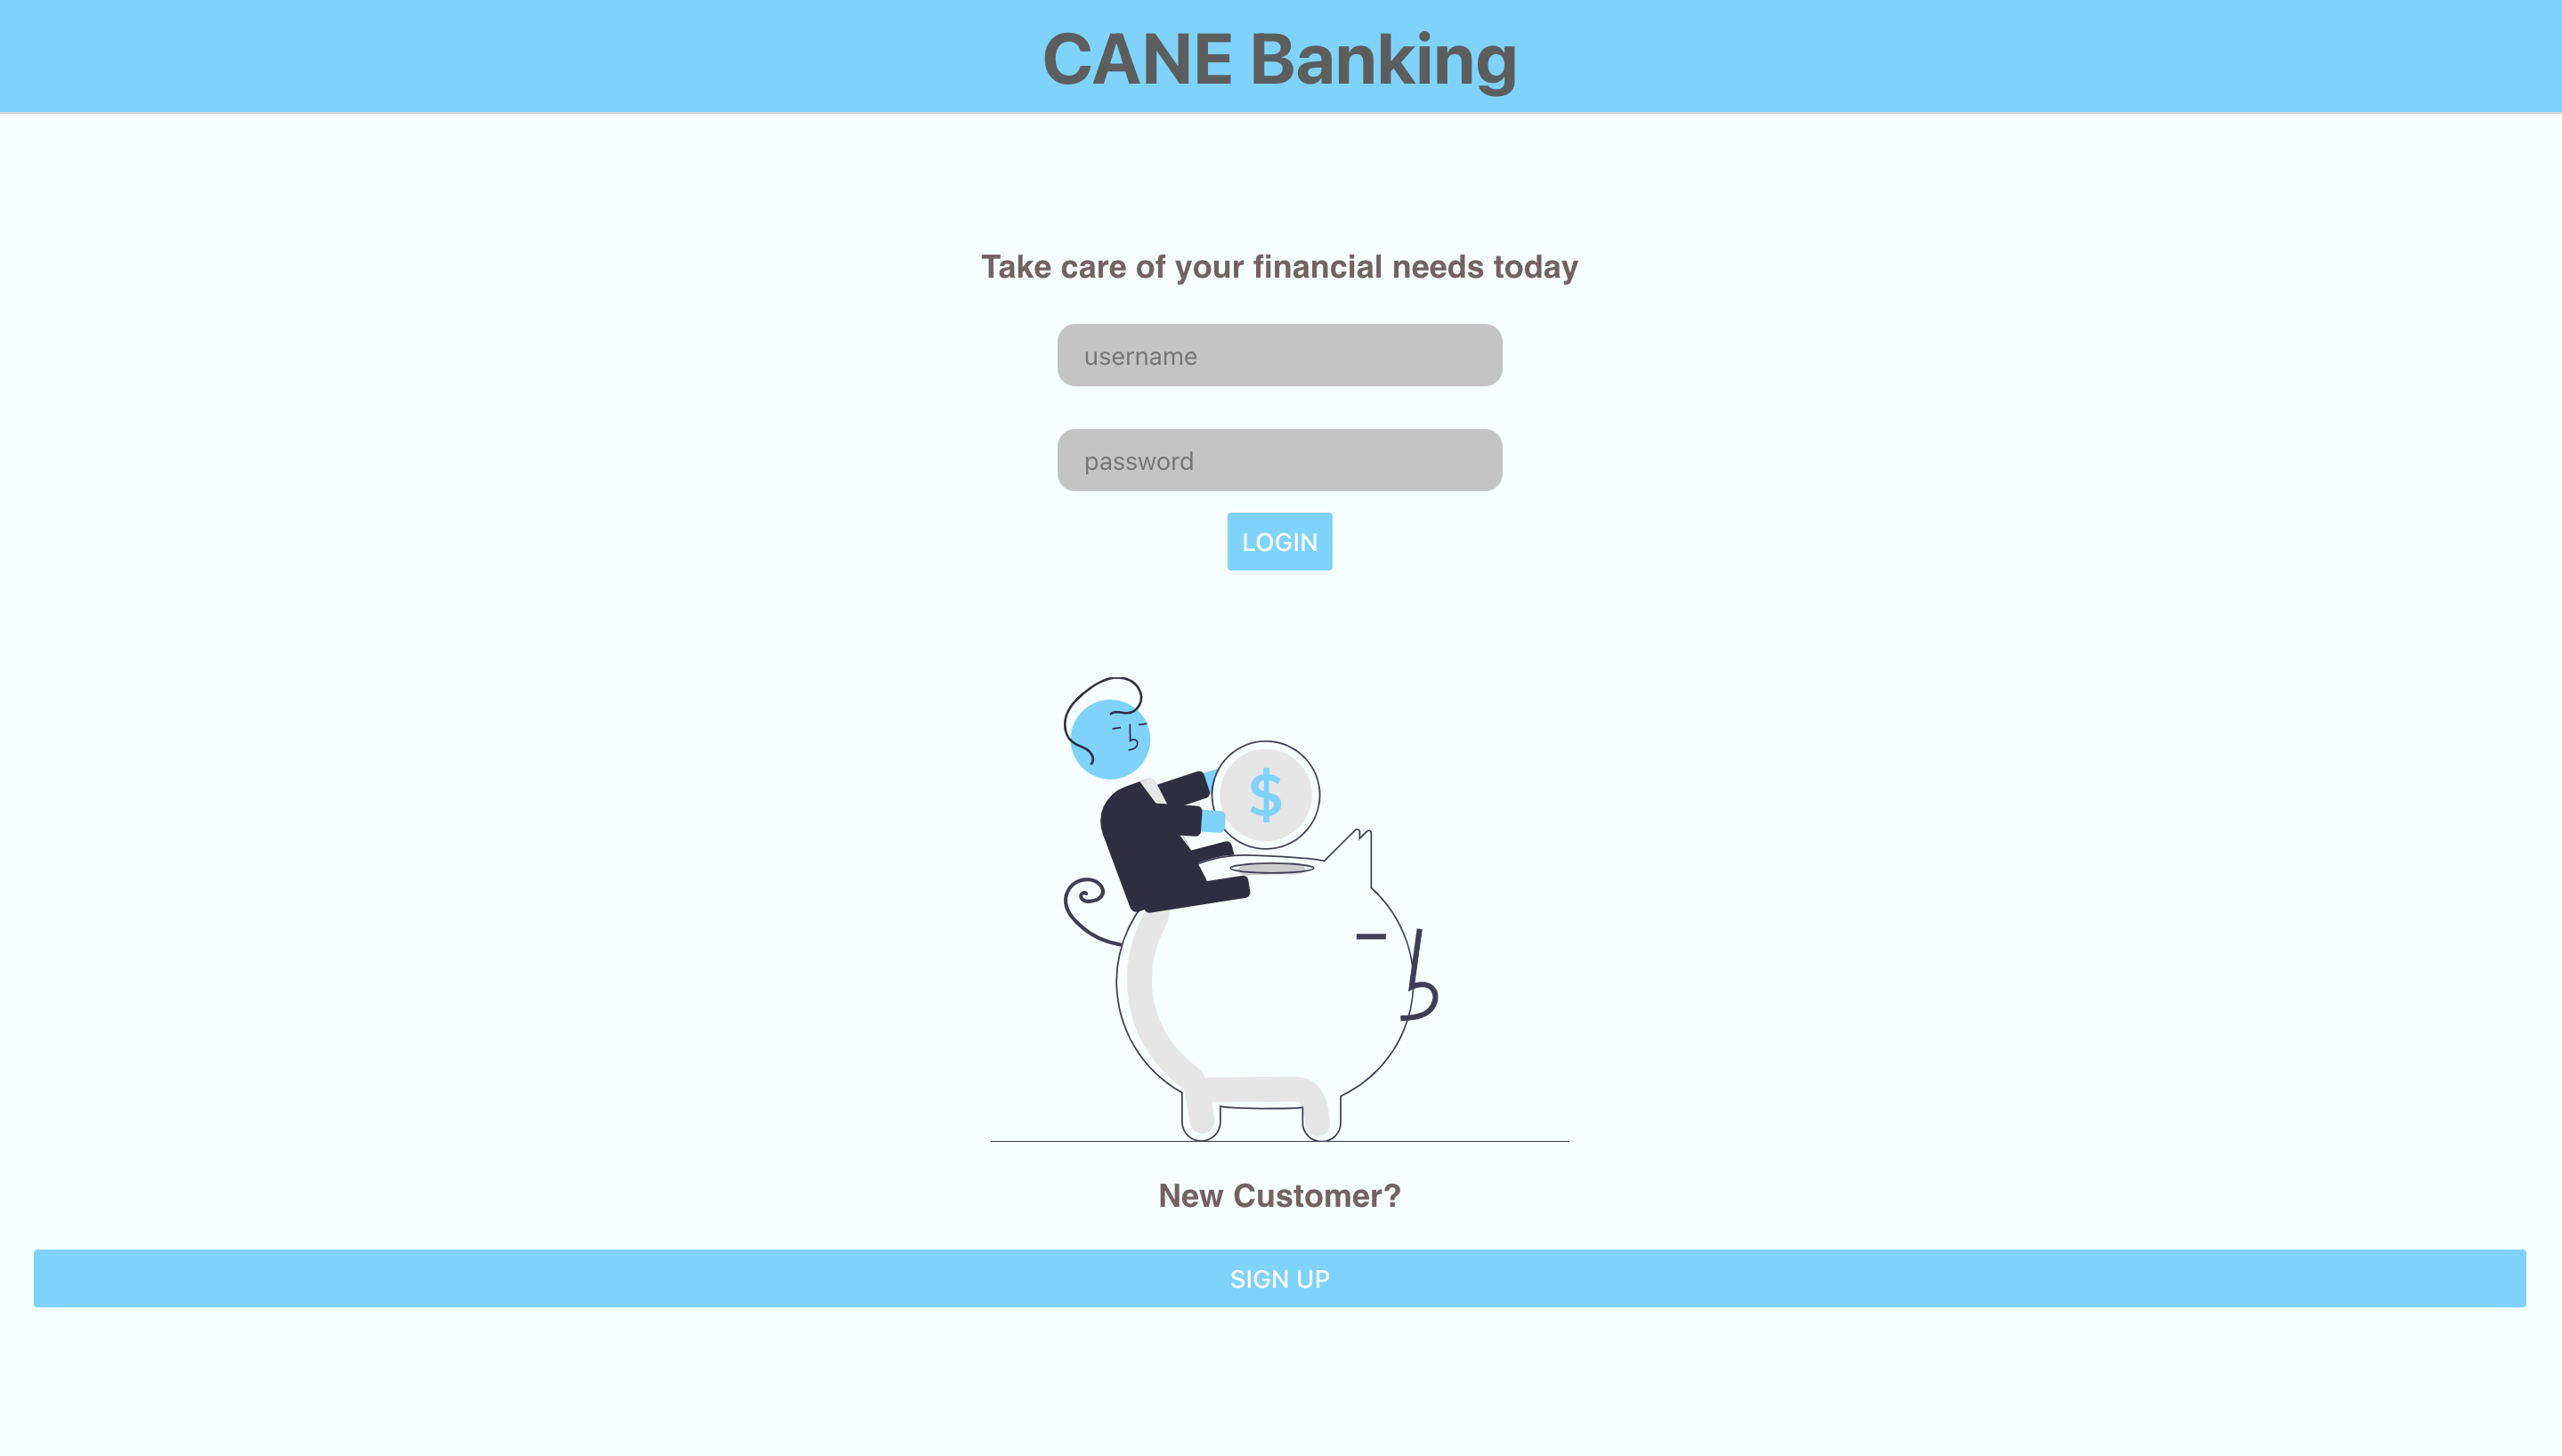 CANE Banking
Take care of your financial needs today
username
password
LOGIN
$
New Customer?
SIGN UP